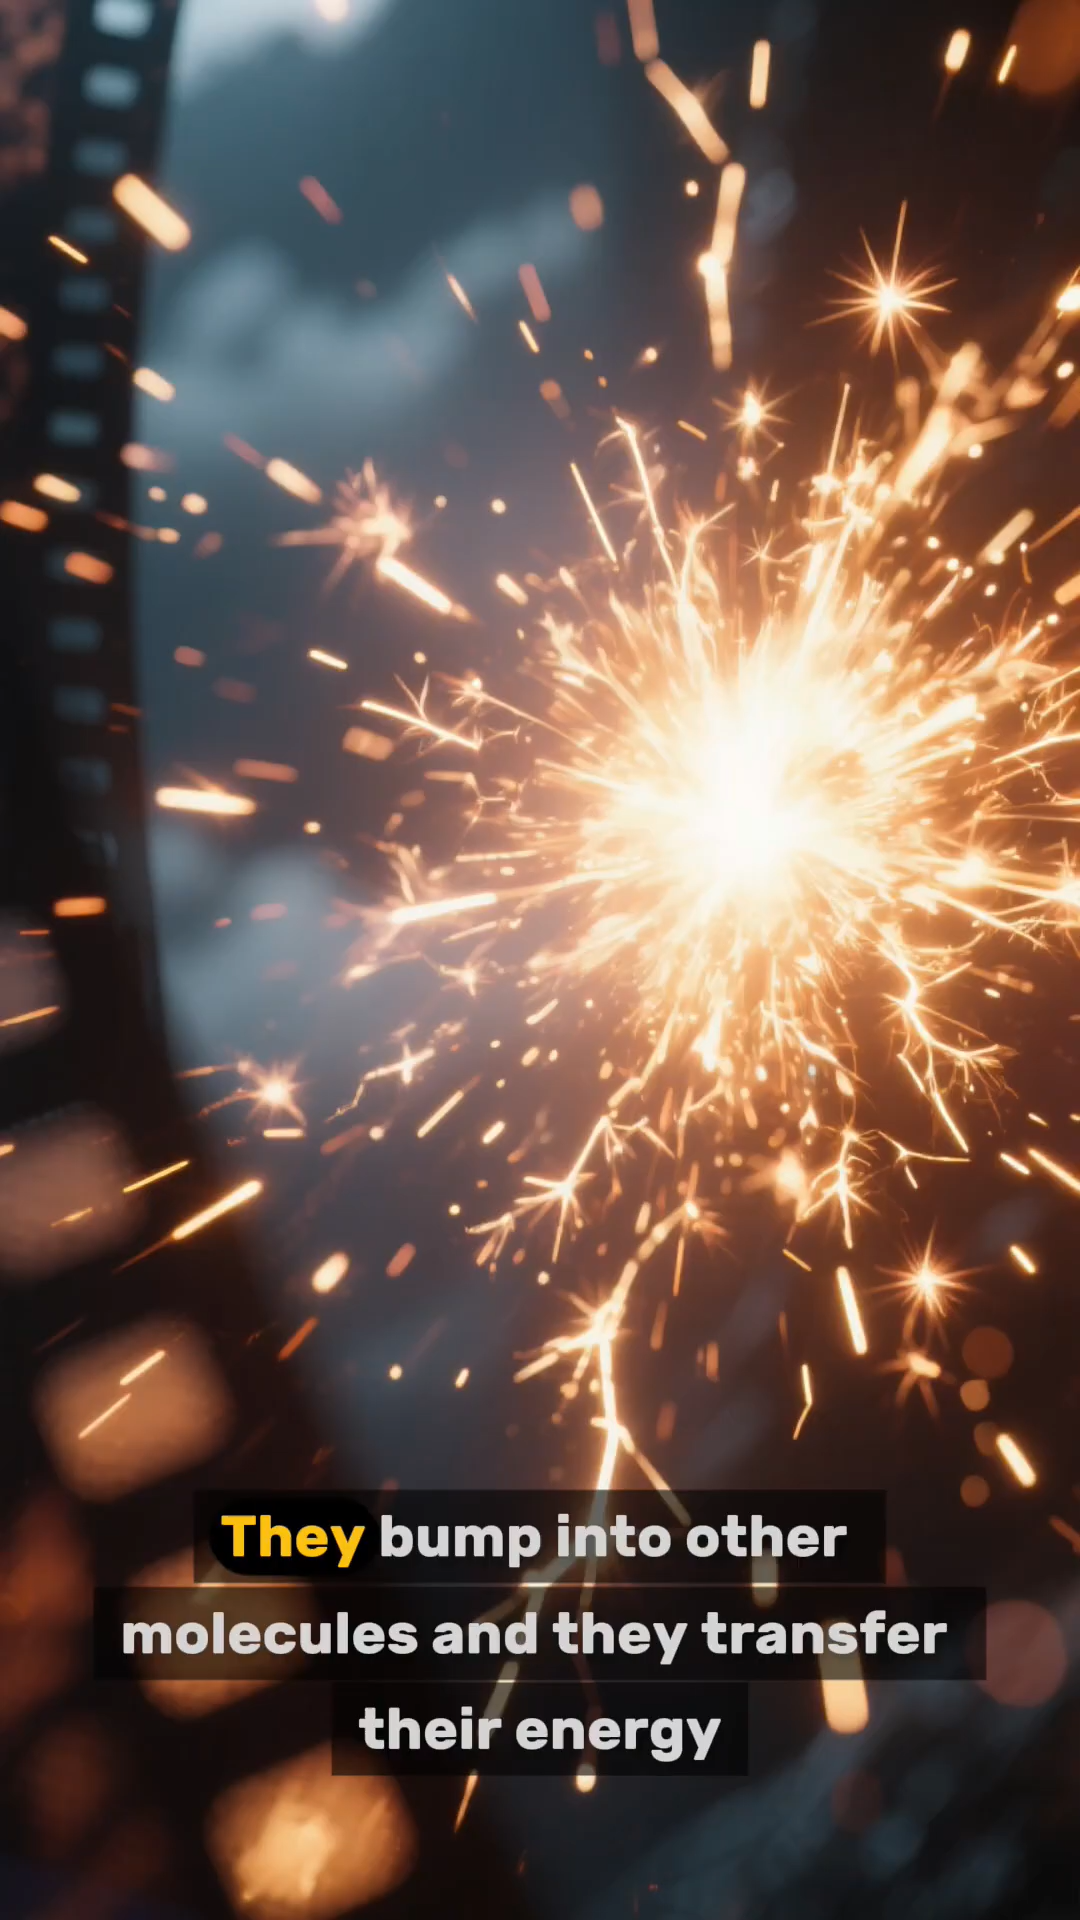 They bump into other
molecules and they transfer
their energy